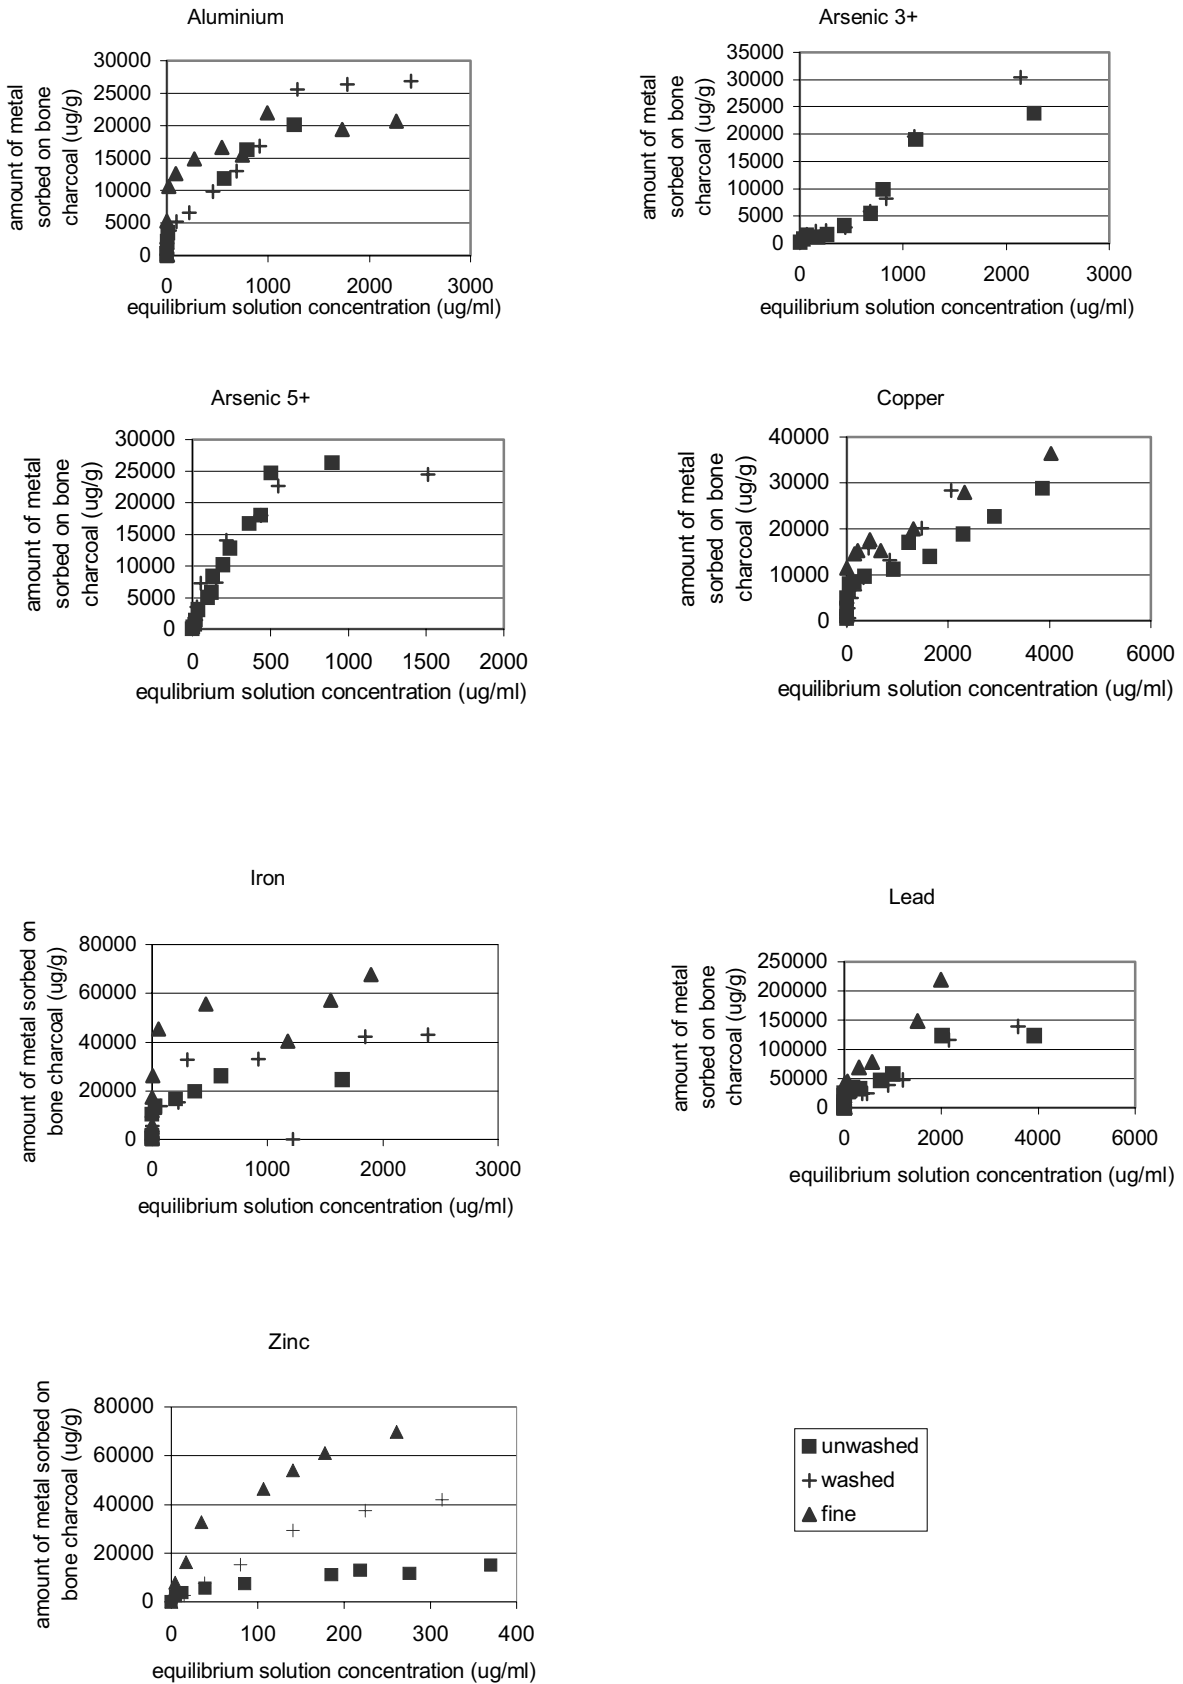 Aluminium
amount of metal
sorbed on bone
charcoal (ug/g)
30000
25000
20000
15000
10000
5000
0
0 1000 2000 3000
equilibrium solution concentration (ug/ml)
Arsenic 3+
amount of metal
sorbed on bone
charcoal (ug/g)
35000
30000
25000
20000
15000
10000
5000
0
0 1000 2000 3000
equilibrium solution concentration (ug/ml)
Arsenic 5+
amount of metal
sorbed on bone
charcoal (ug/g)
30000
25000
20000
15000
10000
5000
0
0 500 1000 1500 2000
equlibrium solution concentration (ug/ml)
Copper
amount of metal
sorbed on bone
charcoal (ug/g)
40000
30000
20000
10000
0
0 2000 4000 6000
equilibrium solution concentration (ug/ml)
Iron
amount of metal sorbed on
bone charcoal (ug/g)
80000
60000
40000
20000
0
0 1000 2000 3000
equilibrium solution concentration (ug/ml)
Lead
amount of metal
sorbed on bone
charcoal (ug/g)
250000
200000
150000
100000
50000
0
0 2000 4000 6000
equilibrium solution concentration (ug/ml)
Zinc
amount of metal sorbed on
bone charcoal (ug/g)
80000
60000
40000
20000
0
0 100 200 300 400
equilibrium solution concentration (ug/ml)
unwashed
washed
fine